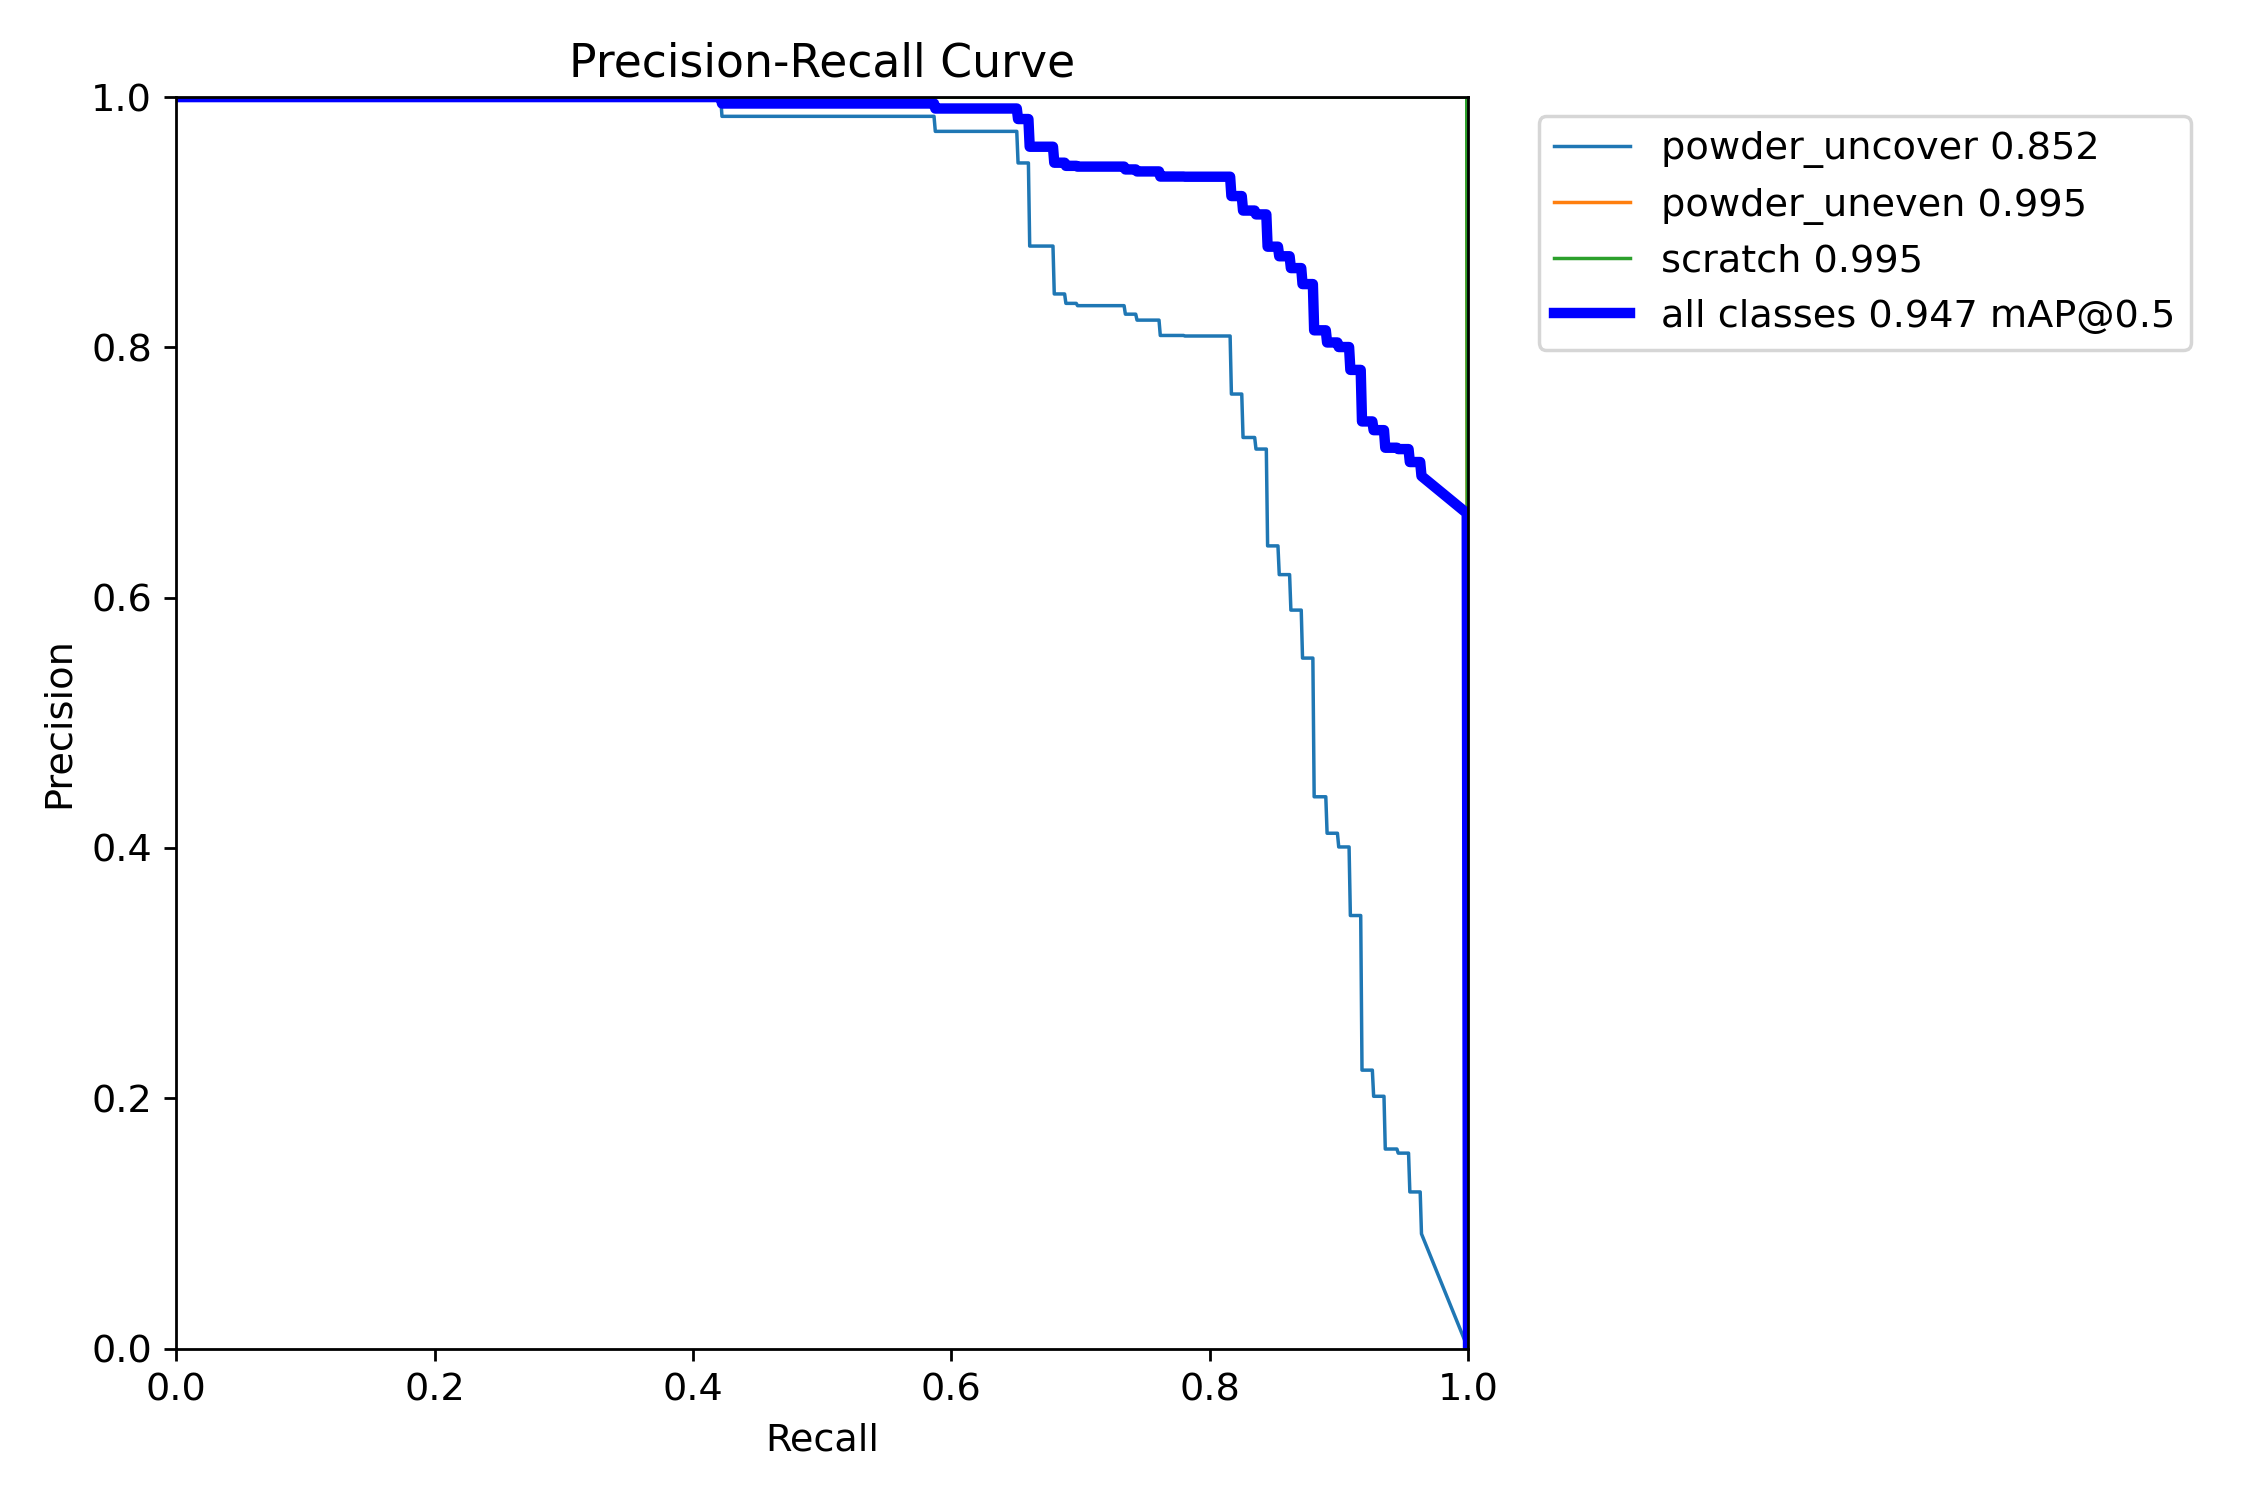 Precision-Recall Curve
1.0
0.8
0.6
0.4
0.2
0.0
Precision
0.0 0.2 0.4 0.6 0.8 1.0
Recall
powder_uncover 0.852
powder_uneven 0.995
scratch 0.995
all classes 0.947 mAP@0.5